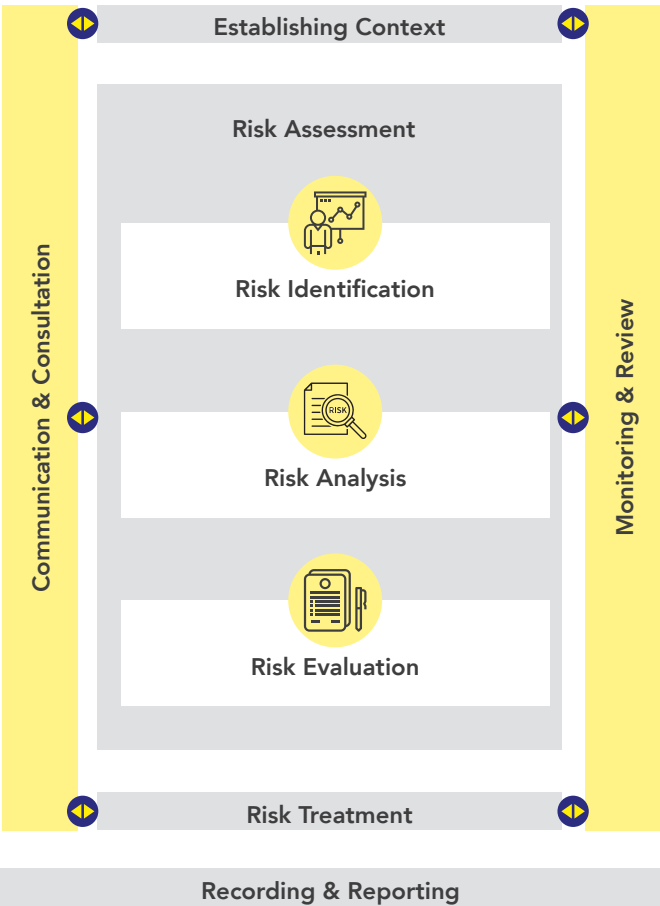 Establishing Context
Communication & Consultation
Risk Assessment
Risk Identification
RISK
Risk Analysis
Risk Evaluation
Monitoring & Review
Risk Treatment
Recording & Reporting